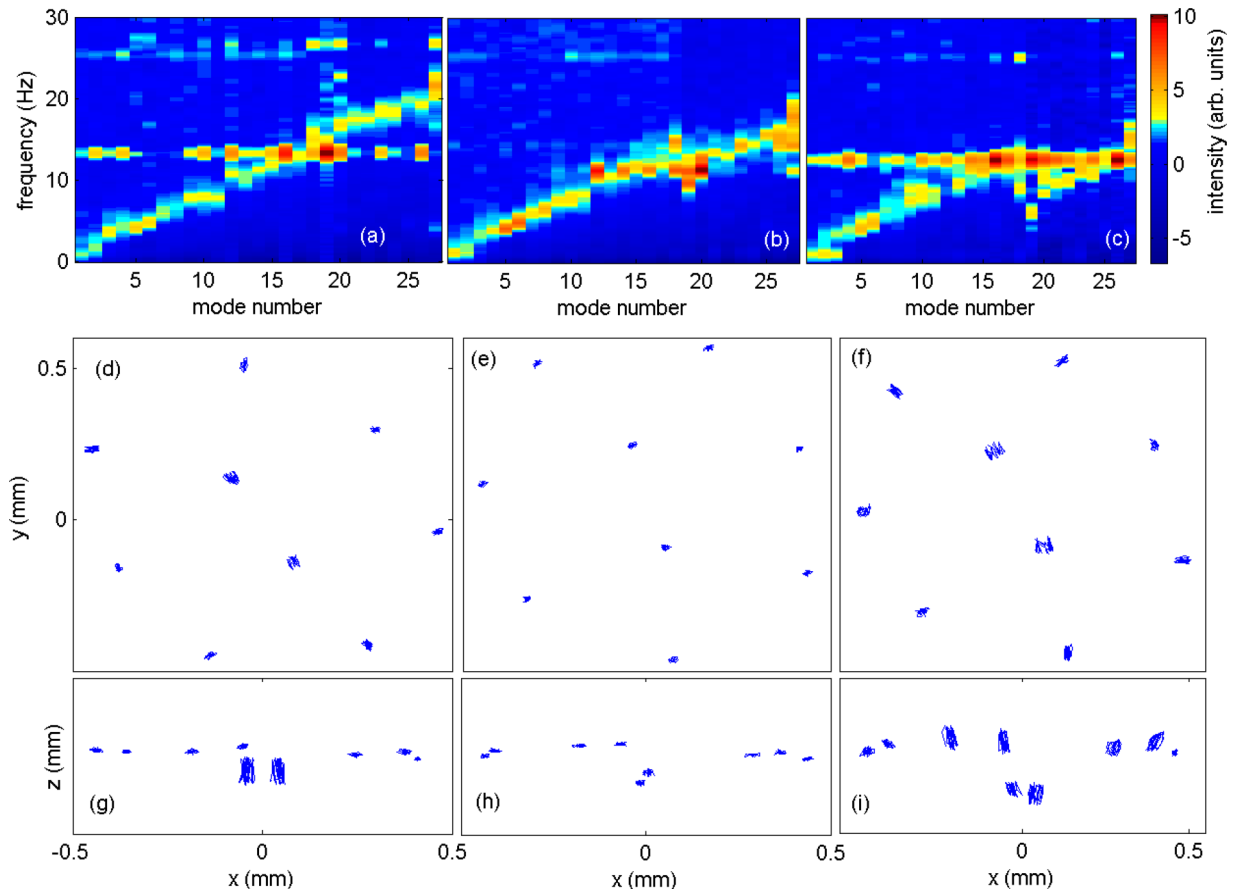 30
20
10
0
frequency (Hz)
(a)
(b)
(c)
5 10 15 20 25
5 10 15 20 25
5 10 15 20 25
mode number
mode number
mode number
10
5
0
-5
intensity (arb. units)
(d)
(e)
(f)
0.5
0
y (mm)
z (mm)
(g)
(h)
(i)
-0.5 0 0.5
0 0.5
0 0.5
x (mm)
x (mm)
x (mm)